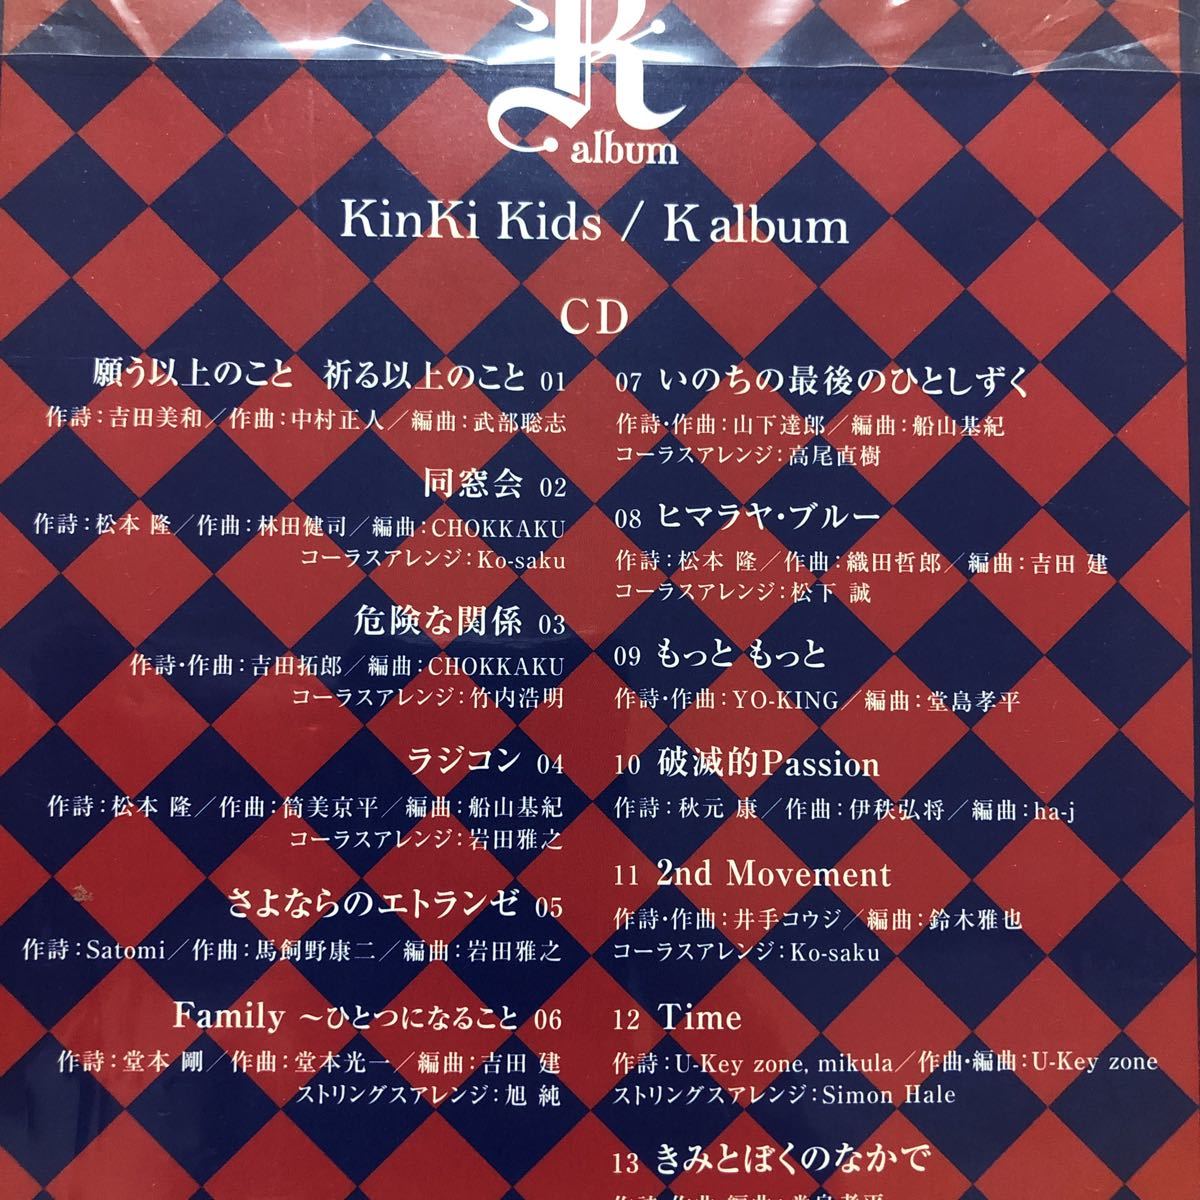 K
album
KinKi Kids / K album
CD
願う以上のこと　祈る以上のこと 01
作詩：吉田美和／作曲：中村正人／編曲：武部聡志
同窓会 02
作詩：松本 隆／作曲：林田健司／編曲：CHOKKAKU
コーラスアレンジ：Ko-saku
危険な関係 03
作詩・作曲：吉田拓郎／編曲：CHOKKAKU
コーラスアレンジ：竹内浩明
ラジコン 04
作詩：松本 隆／作曲：筒美京平／編曲：船山基紀
コーラスアレンジ：岩田雅之
さよならのエトランゼ 05
作詩：Satomi／作曲：馬飼野康二／編曲：岩田雅之
Family ～ひとつになること 06
作詩：堂本 剛／作曲：堂本光一／編曲：吉田 建
ストリングスアレンジ：旭 純
07 いのちの最後のひとしずく
作詩・作曲：山下達郎／編曲：船山基紀
コーラスアレンジ：高尾直樹
08 ヒマラヤ・ブルー
作詩：松本 隆／作曲：織田哲郎／編曲：吉田 建
コーラスアレンジ：松下 誠
09 もっと もっと
作詩・作曲：YO-KING／編曲：堂島孝平
10 破滅的Passion
作詩：秋元 康／作曲：伊秩弘将／編曲：ha-j
11 2nd Movement
作詩・作曲：井手コウジ／編曲：鈴木雅也
コーラスアレンジ：Ko-saku
12 Time
作詩：U-Key zone, mikula／作曲・編曲：U-Key zone
ストリングスアレンジ：Simon Hale
13 きみとぼくのなかで